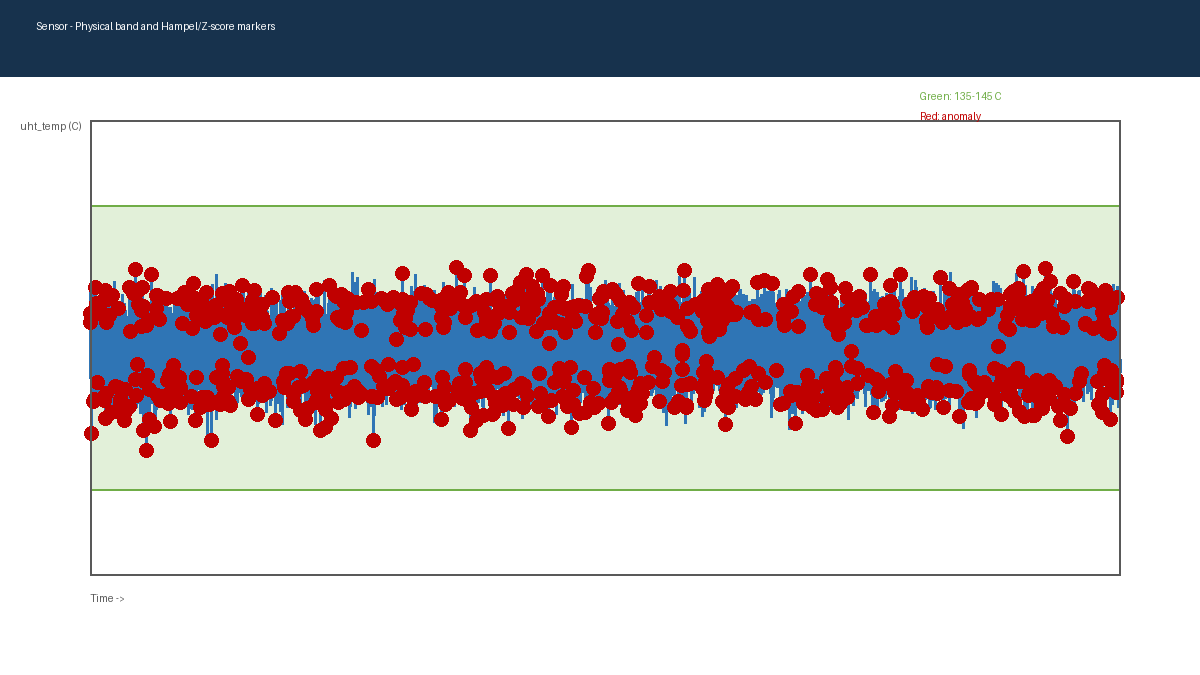 Sensor - Physical band and Hampel/Z-score markers
Green: 135-145 C
Red: anomaly
uht_temp (C)
Time ->